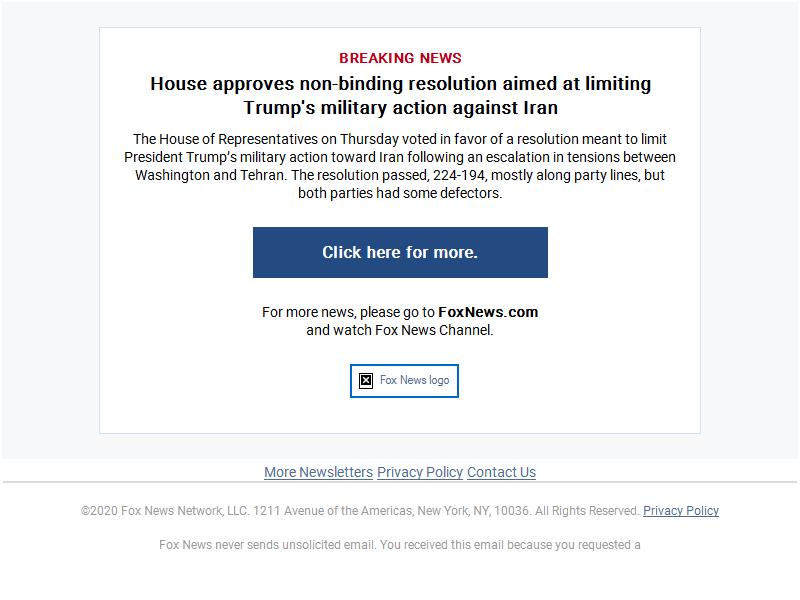 BREAKING NEWS
House approves non-binding resolution aimed at limiting
Trump's military action against Iran
The House of Representatives on Thursday voted in favor of a resolution meant to limit
President Trump’s military action toward Iran following an escalation in tensions between
Washington and Tehran. The resolution passed, 224-194, mostly along party lines, but
both parties had some defectors.
Click here for more.
For more news, please go to FoxNews.com
and watch Fox News Channel.
Fox News logo
More Newsletters Privacy Policy Contact Us
©2020 Fox News Network, LLC. 1211 Avenue of the Americas, New York, NY, 10036. All Rights Reserved. Privacy Policy
Fox News never sends unsolicited email. You received this email because you requested a